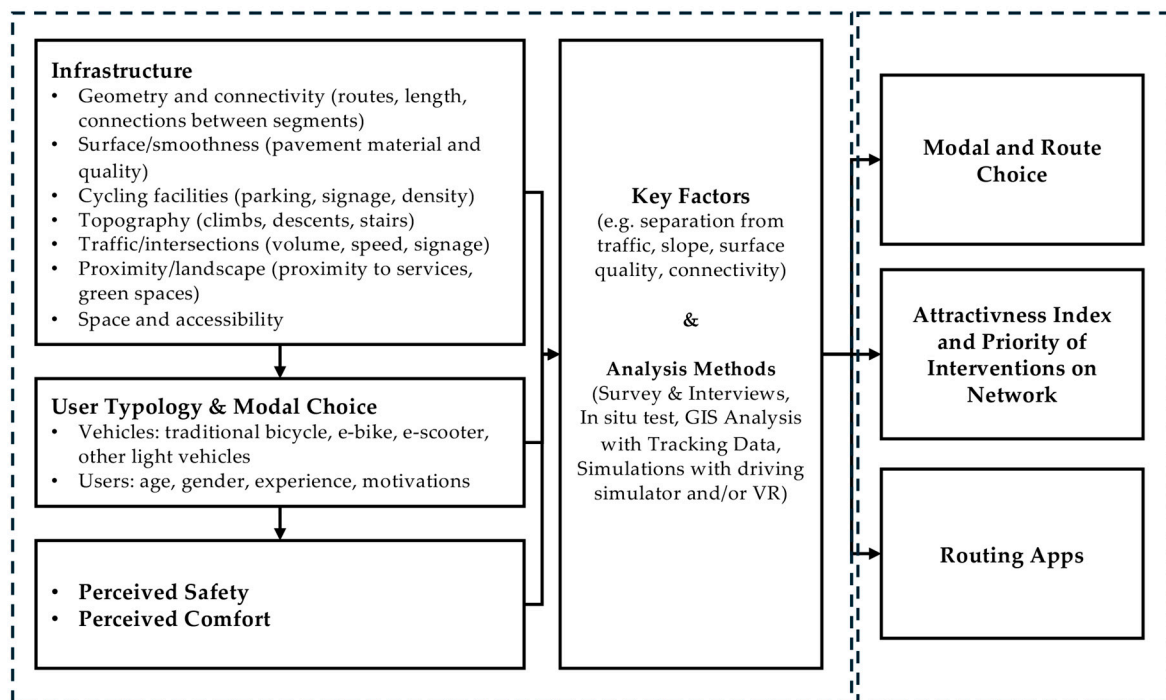 Infrastructure
• Geometry and connectivity (routes, length,
connections between segments)
• Surface/smoothness (pavement material and
quality)
• Cycling facilities (parking, signage, density)
• Topography (climbs, descents, stairs)
• Traffic/intersections (volume, speed, signage)
• Proximity/landscape (proximity to services,
green spaces)
• Space and accessibility
User Typology & Modal Choice
• Vehicles: traditional bicycle, e-bike, e-scooter,
other light vehicles
• Users: age, gender, experience, motivations
• Perceived Safety
• Perceived Comfort
Key Factors
(e.g. separation from
traffic, slope, surface
quality, connectivity)
&
Analysis Methods
(Survey & Interviews,
In situ test, GIS Analysis
with Tracking Data,
Simulations with driving
simulator and/or VR)
Modal and Route
Choice
Attractivness Index
and Priority of
Interventions on
Network
Routing Apps